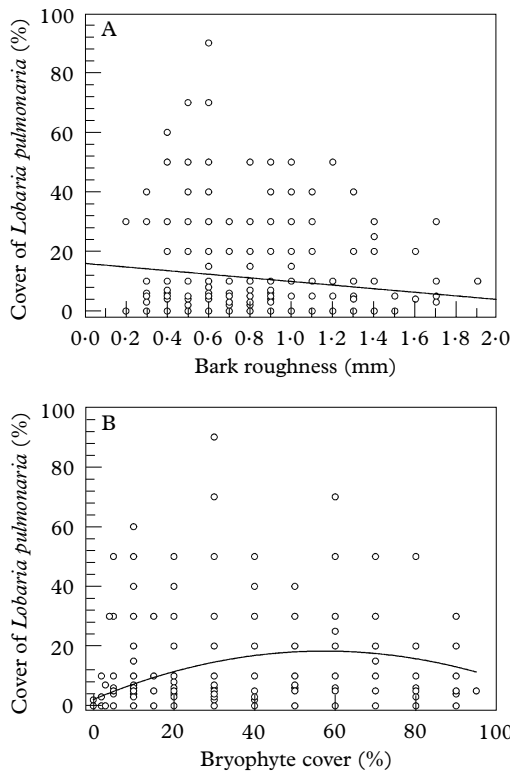 A
100
80
60
40
20
0
Cover of Lobaria pulmonaria (%)
0·0 0·2 0·4 0·6 0·8 1·0 1·2 1·4 1·6 1·8 2·0
Bark roughness (mm)
B
100
80
60
40
20
0
Cover of Lobaria pulmonaria (%)
0 20 40 60 80 100
Bryophyte cover (%)